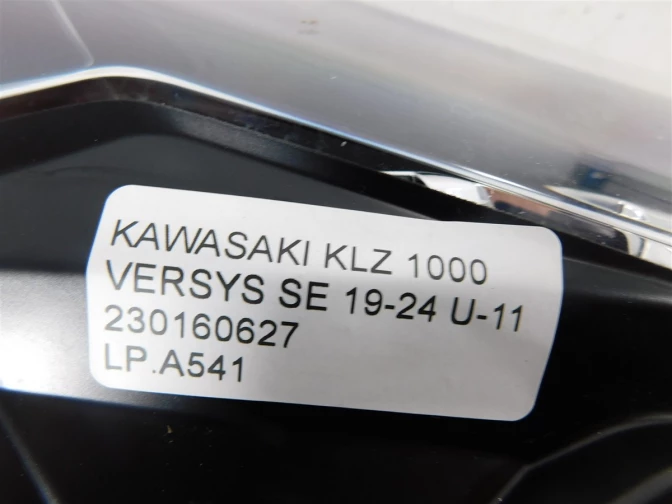 KAWASAKI KLZ 1000
VERSYS SE 19-24 U-11
230160627
LP.A541